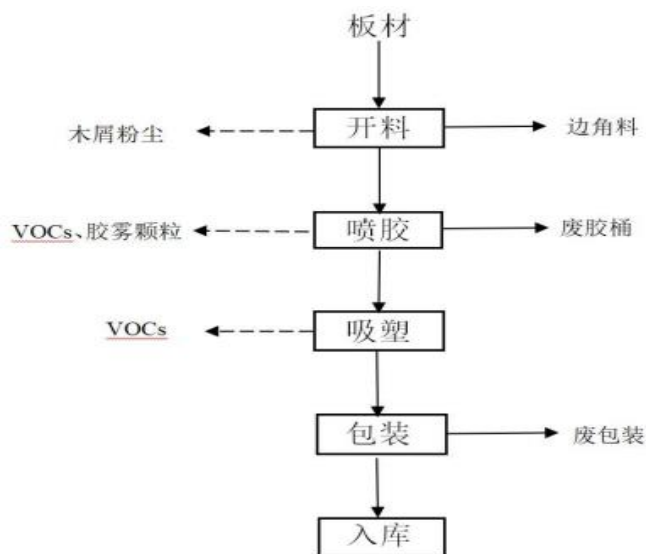 板材
木屑粉尘
开料
边角料
VOCs、胶雾颗粒
喷胶
废胶桶
VOCs
吸塑
包装
废包装
入库